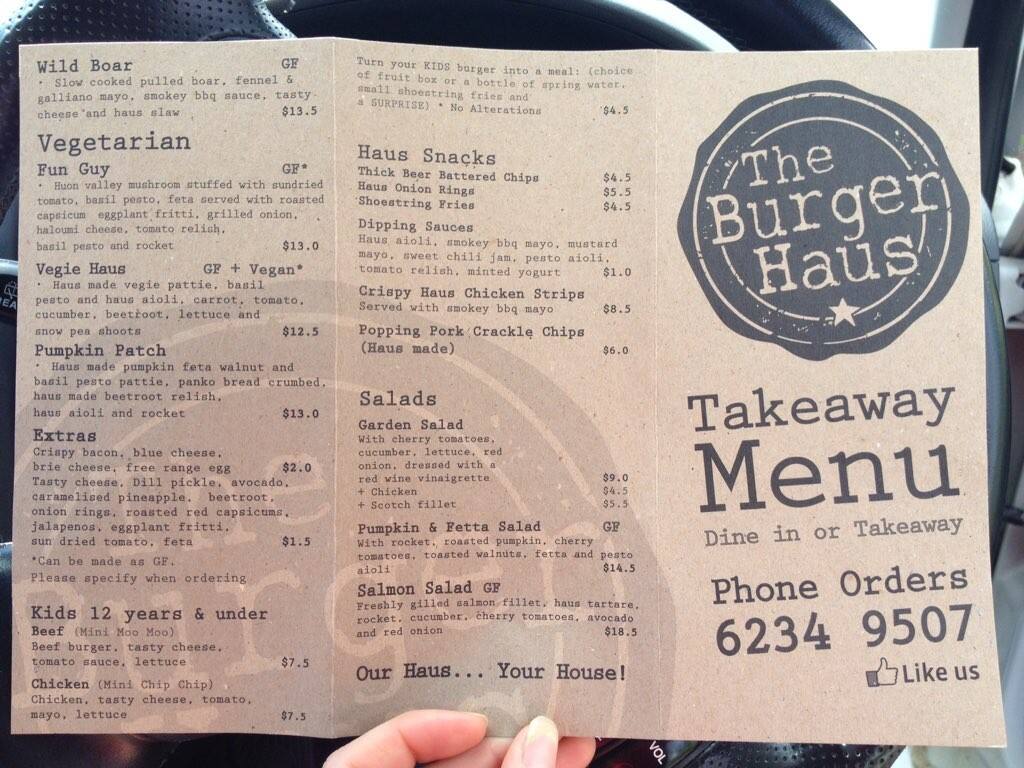 Wild Boar GF
· Slow cooked pulled boar, fennel &
galliano mayo, smokey bbq sauce, tasty
cheese and haus slaw $13.5
Vegetarian
Fun Guy GF*
· Huon valley mushroom stuffed with sundried
tomato, basil pesto, feta served with roasted
capsicum eggplant fritti, grilled onion,
haloumi cheese, tomato relish,
basil pesto and rocket $13.0
Vegie Haus GF + Vegan*
· Haus made vegie pattie, basil
pesto and haus aioli, carrot, tomato,
cucumber, beetroot, lettuce and
snow pea shoots $12.5
Pumpkin Patch
· Haus made pumpkin feta walnut and
basil pesto pattie, panko bread crumbed,
haus made beetroot relish,
haus aioli and rocket $13.0
Extras
Crispy bacon, blue cheese,
brie cheese, free range egg $2.0
Tasty cheese, Dill pickle, avocado,
caramelised pineapple, beetroot,
onion rings, roasted red capsicums,
jalapenos, eggplant fritti,
sun dried tomato, feta $1.5
*Can be made as GF.
Please specify when ordering
Kids 12 years & under
Beef (Mini Moo Moo)
Beef burger, tasty cheese,
tomato sauce, lettuce $7.5
Chicken (Mini Chip Chip)
Chicken, tasty cheese, tomato,
mayo, lettuce $7.5
Turn your KIDS burger into a meal: (choice
of fruit box or a bottle of spring water,
small shoestring fries and
a SURPRISE) * No Alterations $4.5
Haus Snacks
Thick Beer Battered Chips $4.5
Haus Onion Rings $5.5
Shoestring Fries $4.5
Dipping Sauces
Haus aioli, smokey bbq mayo, mustard
mayo, sweet chili jam, pesto aioli,
tomato relish, minted yogurt $1.0
Crispy Haus Chicken Strips
Served with smokey bbq mayo $8.5
Popping Pork Crackle Chips
(Haus made) $6.0
Salads
Garden Salad
With cherry tomatoes,
cucumber, lettuce, red
onion, dressed with a
red wine vinaigrette $9.0
+ Chicken $4.5
+ Scotch fillet $5.5
Pumpkin & Fetta Salad GF
With rocket, roasted pumpkin, cherry
tomatoes, toasted walnuts, fetta and pesto
aioli $14.5
Salmon Salad GF
Freshly gilled salmon fillet, haus tartare,
rocket, cucumber, cherry tomatoes, avocado
and red onion $18.5
Our Haus... Your House!
The
Burger
Haus
Takeaway
Menu
Dine in or Takeaway
Phone Orders
6234 9507
Like us
VOL